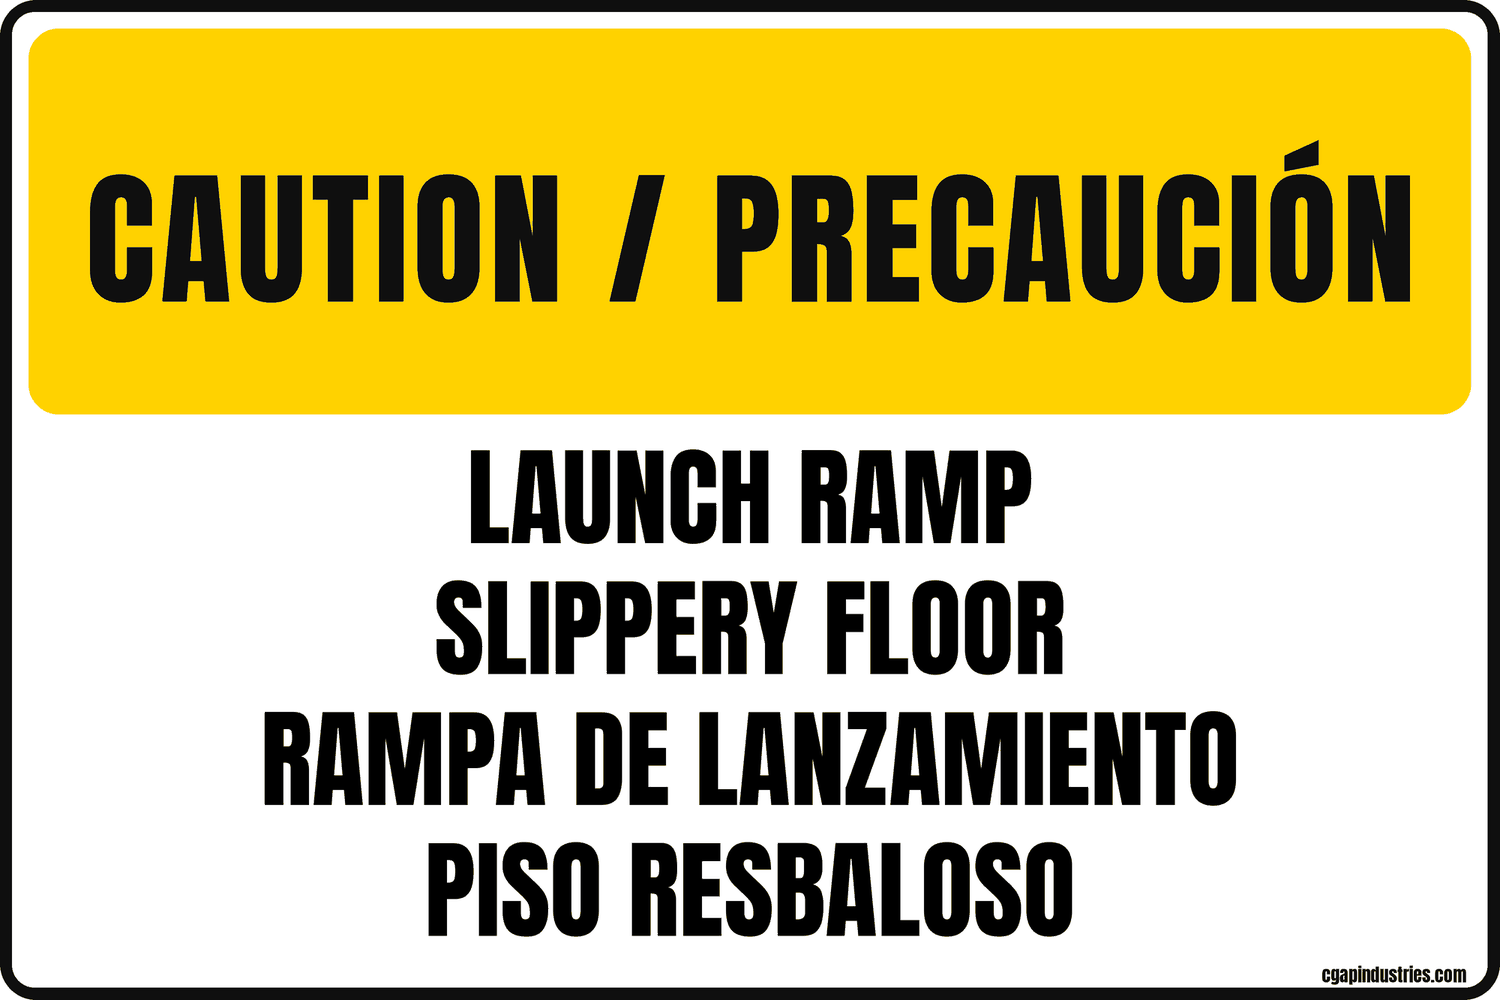 CAUTION / PRECAUCIÓN
LAUNCH RAMP
SLIPPERY FLOOR
RAMPA DE LANZAMIENTO
PISO RESBALOSO
cgapindustries.com